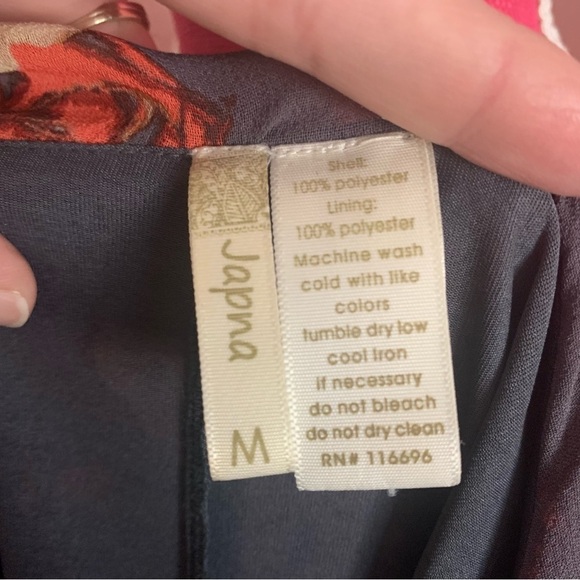 Japna
M
Shell:
100% polyester
Lining:
100% polyester
Machine wash
cold with like
colors
tumble dry low
cool iron
if necessary
do not bleach
do not dry clean
RN# 116696